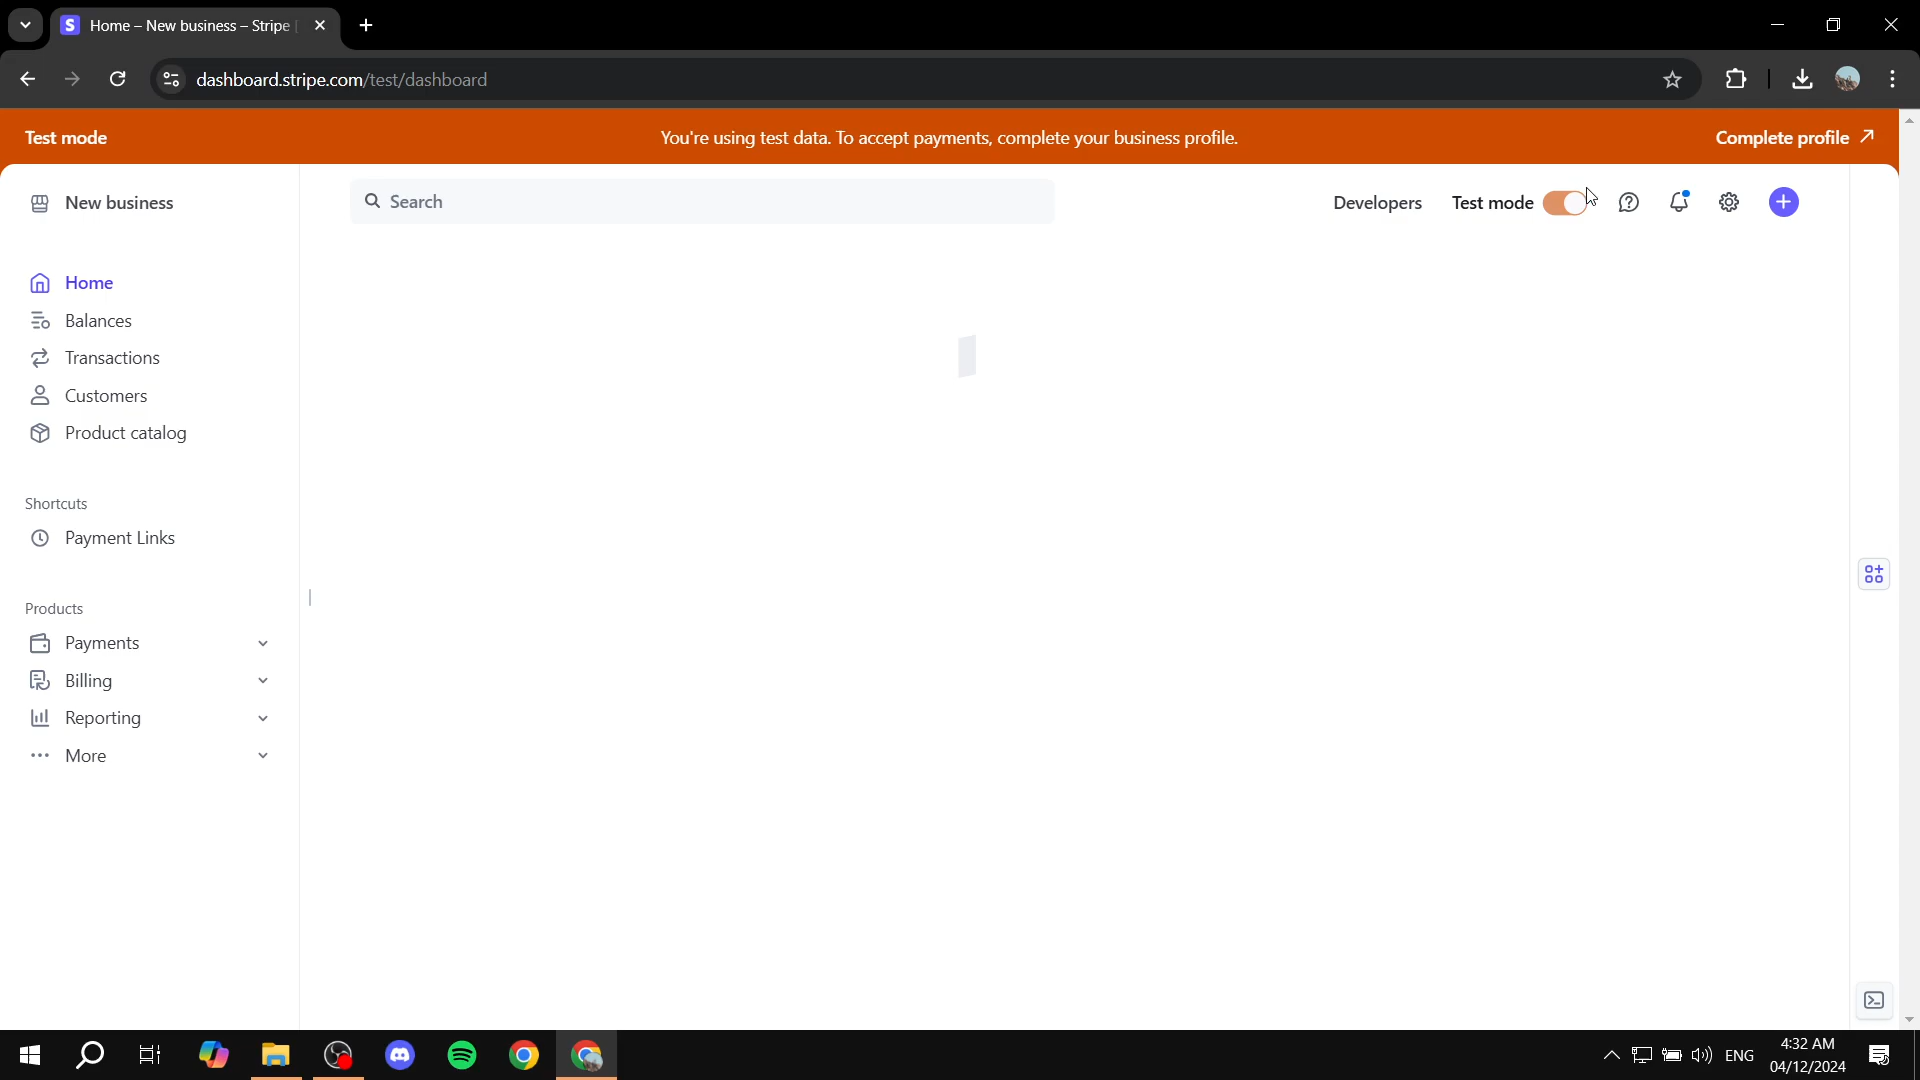 Home – New business – Stripe
dashboard.stripe.com/test/dashboard
Test mode
You're using test data. To accept payments, complete your business profile.
Complete profile
New business
Search
Developers
Test mode
Home
Balances
Transactions
Customers
Product catalog
Shortcuts
Payment Links
Products
Payments
Billing
Reporting
More
ENG
4:32 AM
04/12/2024